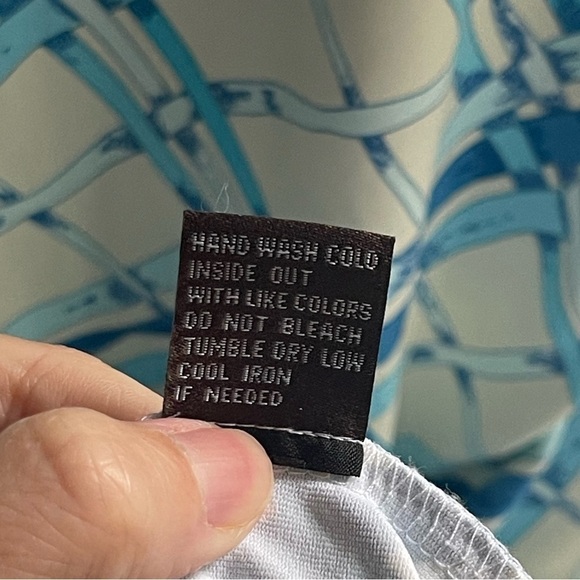 HAND WASH COLD
INSIDE OUT
WITH LIKE COLORS
DO NOT BLEACH
TUMBLE DRY LOW
COOL IRON
IF NEEDED